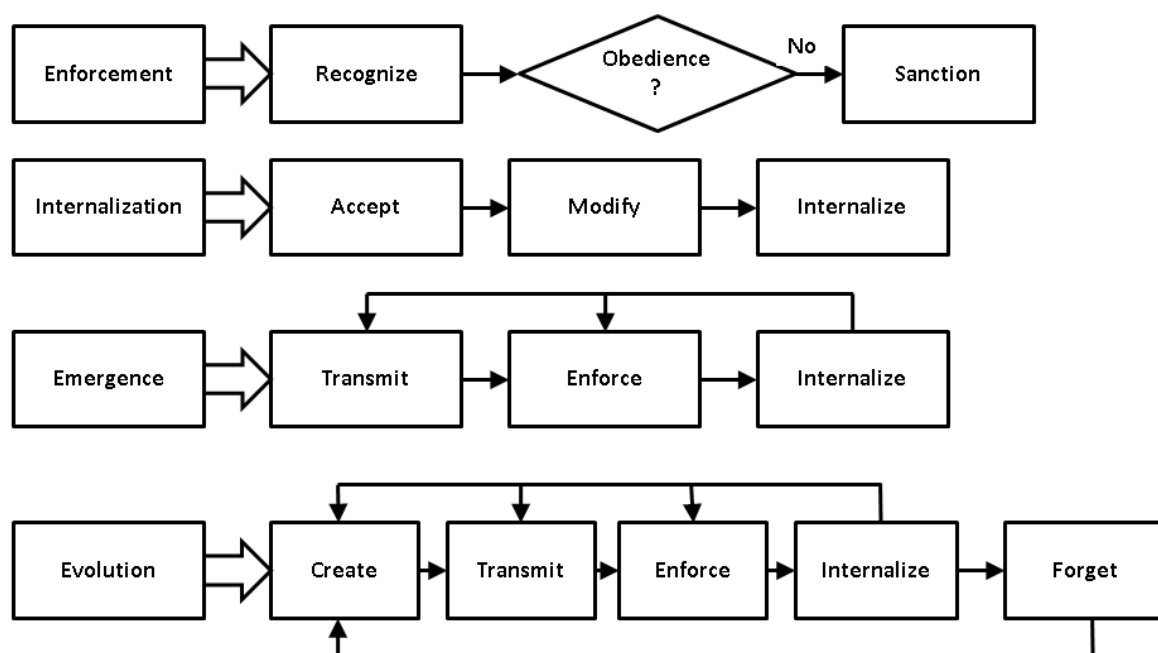 Enforcement
Recognize
Obedience
?
No
Sanction
Internalization
Accept
Modify
Internalize
Emergence
Transmit
Enforce
Internalize
Evolution
Create
Transmit
Enforce
Internalize
Forget